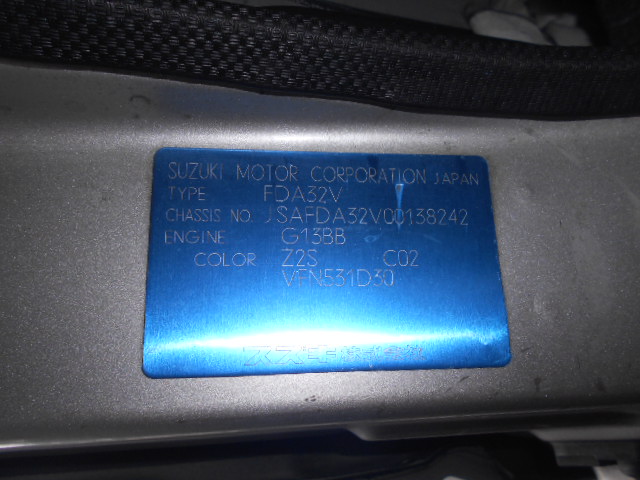 SUZUKI MOTOR CORPORATION JAPAN
TYPE FDA32V
CHASSIS NO. JSAFDA32V00138242
ENGINE G13BB
COLOR Z2S C02
VFN531D30